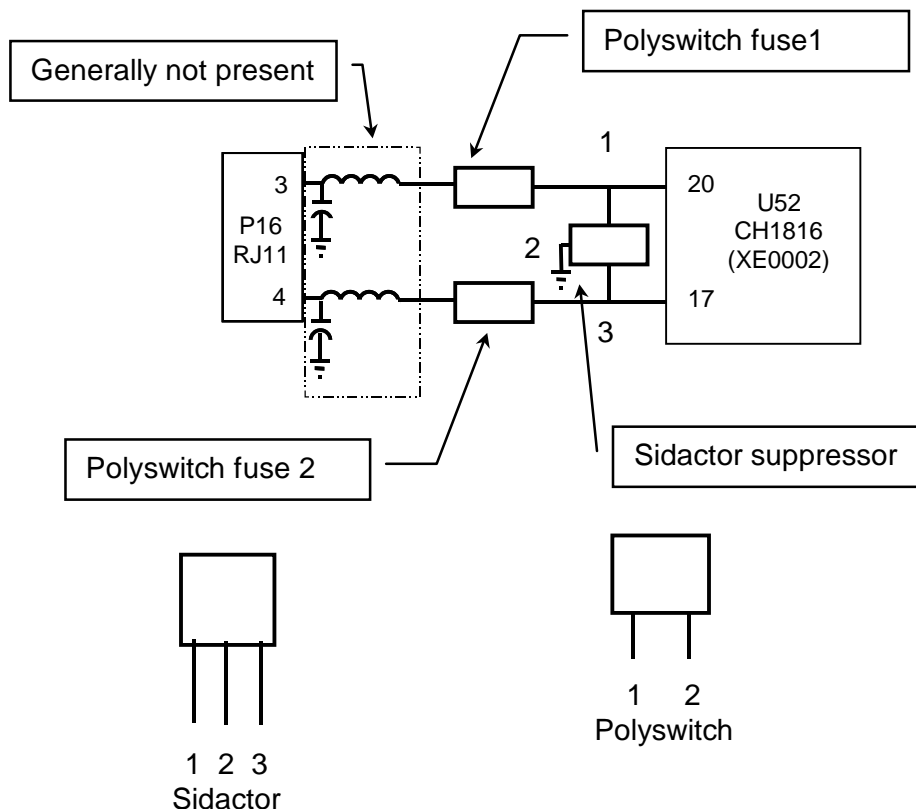 Polyswitch fuse1
Generally not present
1
3
20
P16
RJ11
U52
CH1816
(XE0002)
2
4
17
3
Polyswitch fuse 2
Sidactor suppressor
1 2
Polyswitch
1 2 3
Sidactor